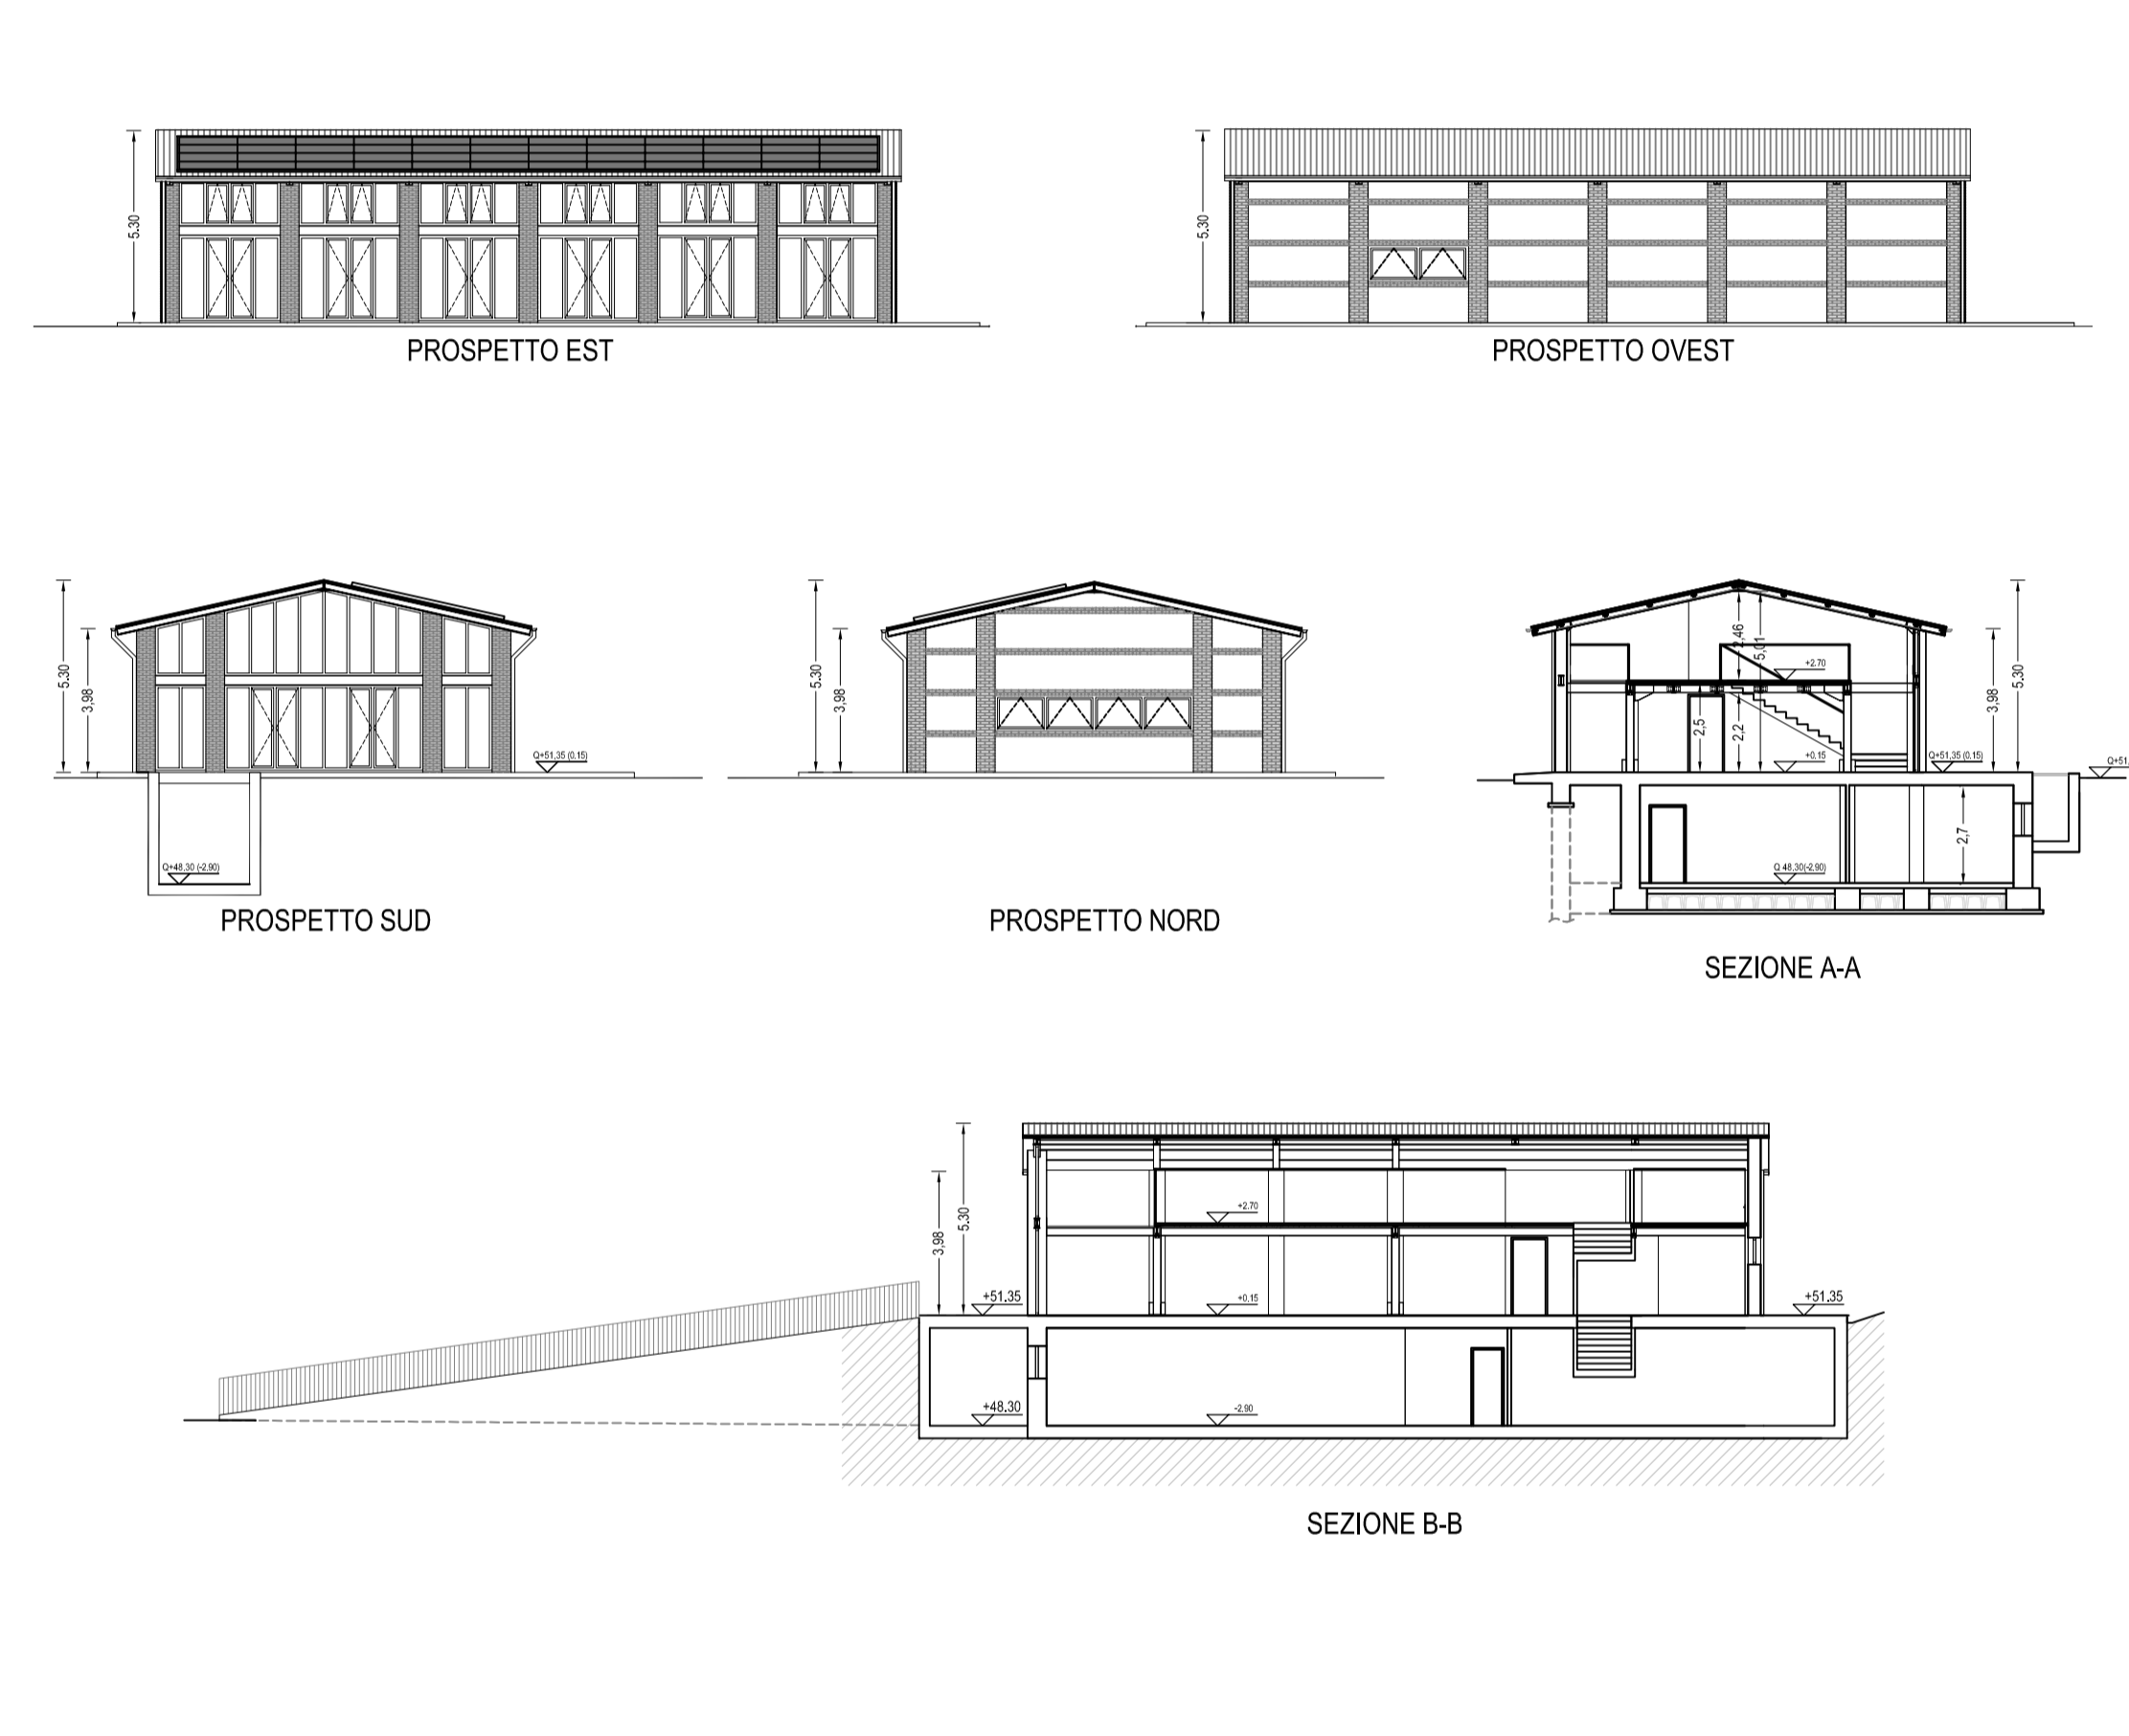 5.30
PROSPETTO EST
5.30
PROSPETTO OVEST
5.30
3,98
Q+51,35 (0.15)
Q+48,30 (-2,90)
PROSPETTO SUD
5.30
3,98
PROSPETTO NORD
2,46
5,01
+2.70
2,5
2,2
+0.15
3,98
5.30
Q+51,35 (0.15)
Q+51,
2,7
Q 48,30(-2,90)
SEZIONE A-A
3,98
5.30
+2.70
+51.35
+0.15
+51.35
+48.30
-2.90
SEZIONE B-B